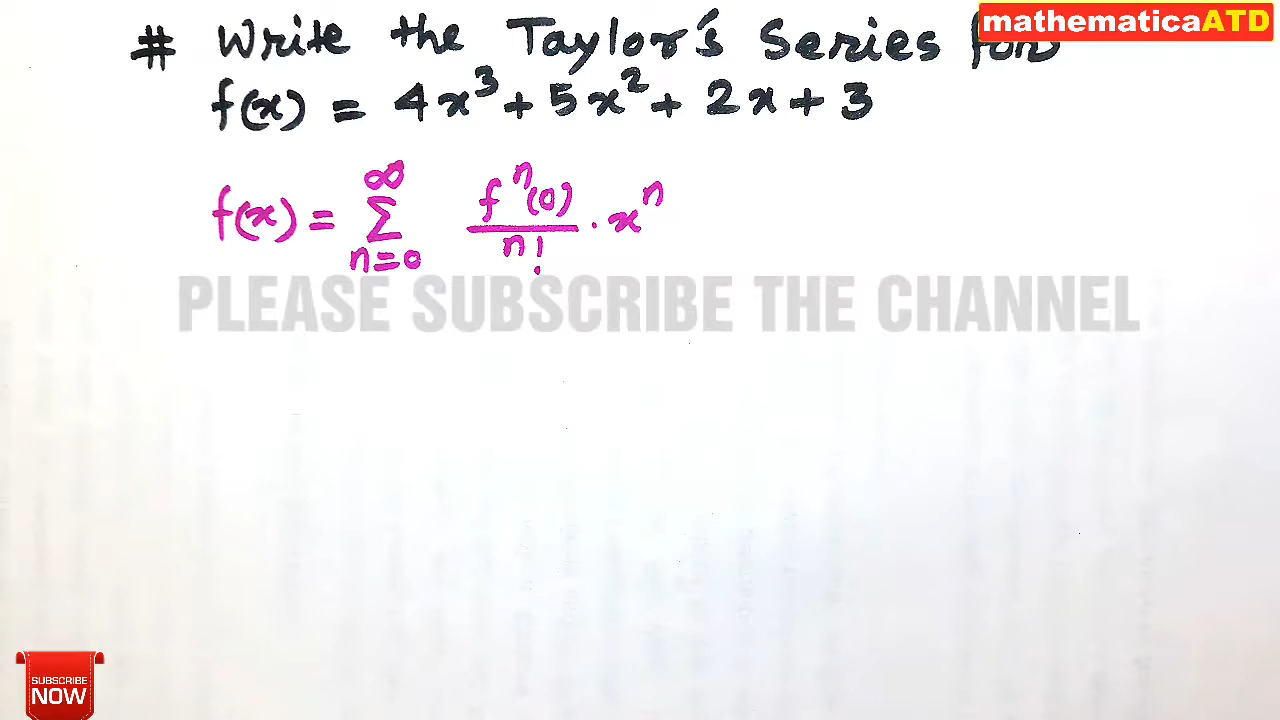 mathematicaATD
# Write the Taylor's Series for
f(x) = 4x³ + 5x² + 2x + 3
f(x) = ∞Σn=0 fⁿ(0)/n! · xⁿ
PLEASE SUBSCRIBE THE CHANNEL
SUBSCRIBE
NOW